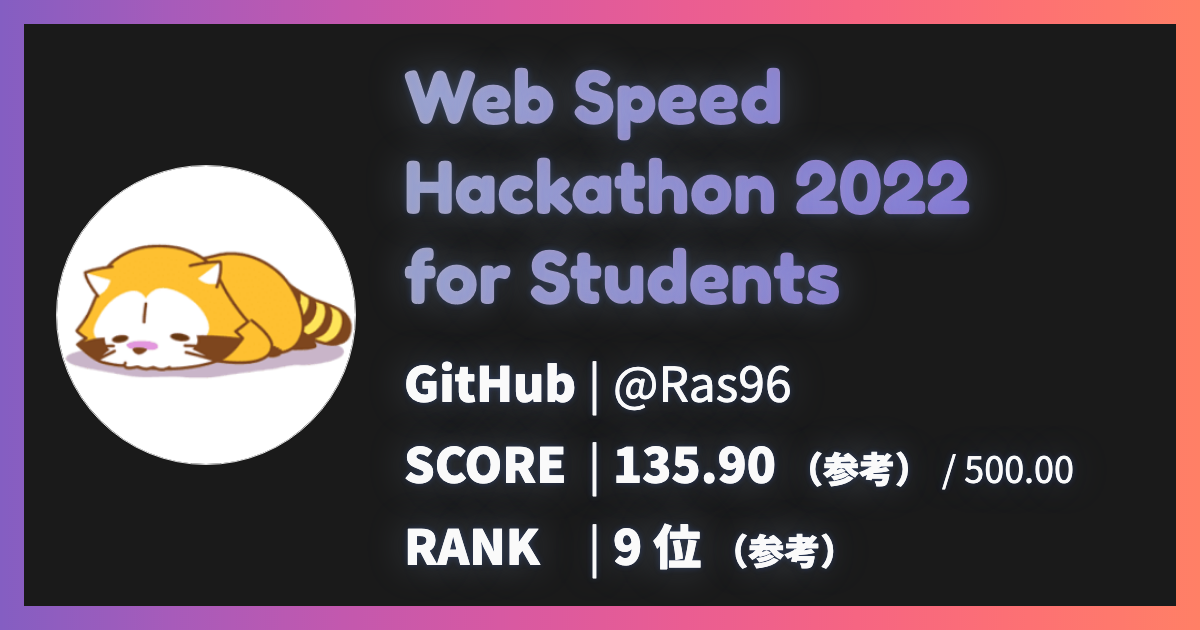 Web Speed
Hackathon 2022
for Students
GitHub | @Ras96
SCORE | 135.90 (参考) / 500.00
RANK | 9 位 (参考)